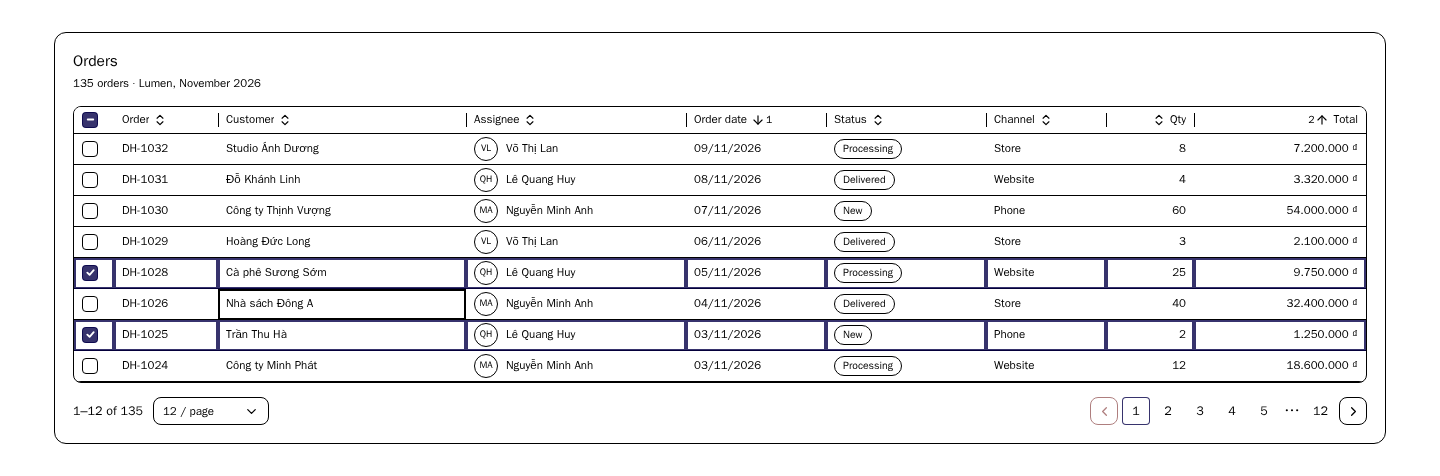 Orders
135 orders · Lumen, November 2026
Order Customer Assignee Order date 1 Status Channel Qty 2 Total
DH-1032 Studio Ánh Dương VL Võ Thị Lan 09/11/2026 Processing Store 8 7.200.000 ₫
DH-1031 Đỗ Khánh Linh QH Lê Quang Huy 08/11/2026 Delivered Website 4 3.320.000 ₫
DH-1030 Công ty Thịnh Vượng MA Nguyễn Minh Anh 07/11/2026 New Phone 60 54.000.000 ₫
DH-1029 Hoàng Đức Long VL Võ Thị Lan 06/11/2026 Delivered Store 3 2.100.000 ₫
DH-1028 Cà phê Sương Sớm QH Lê Quang Huy 05/11/2026 Processing Website 25 9.750.000 ₫
DH-1026 Nhà sách Đông A MA Nguyễn Minh Anh 04/11/2026 Delivered Store 40 32.400.000 ₫
DH-1025 Trần Thu Hà QH Lê Quang Huy 03/11/2026 New Phone 2 1.250.000 ₫
DH-1024 Công ty Minh Phát MA Nguyễn Minh Anh 03/11/2026 Processing Website 12 18.600.000 ₫
1–12 of 135 12 / page 1 2 3 4 5 ··· 12